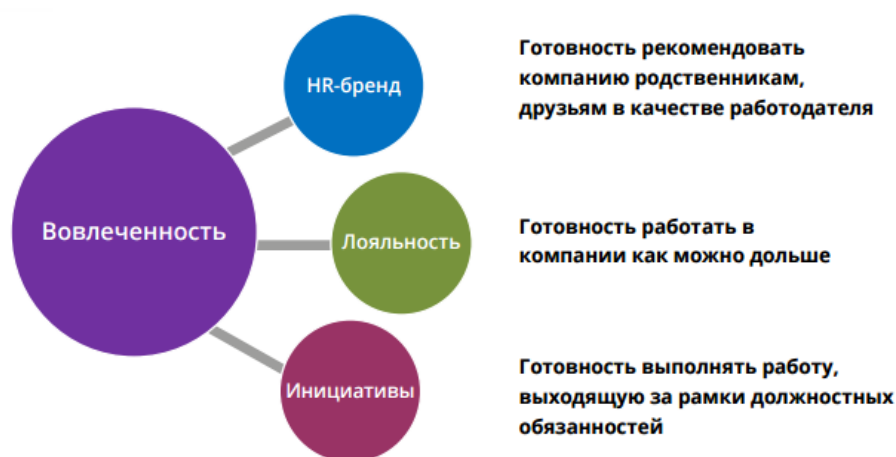 HR-бренд
Готовность рекомендовать
компанию родственникам,
друзьям в качестве работодателя
Вовлеченность
Лояльность
Готовность работать в
компании как можно дольше
Инициативы
Готовность выполнять работу,
выходящую за рамки должностных
обязанностей